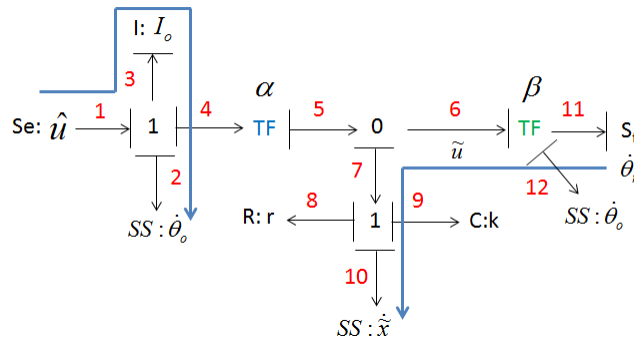 I: I_o
3
α
β
1
4
5
6
11
Se: û
1
TF
0
TF
S
2
7
ũ
θ̇
12
8
9
SS : θ̇_o
R: r
1
C:k
SS : θ̇_o
10
SS : x̃̇